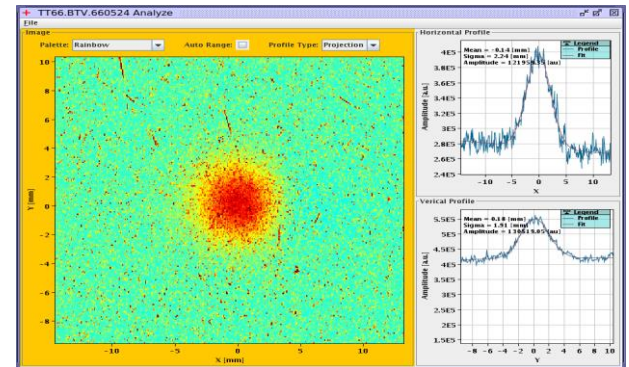 TT66.BTV.660524 Analyze
File
Image
Palette: Rainbow Auto Range: Profile Type: Projection
10
8
6
4
2
0
-2
-4
-6
-8
Y [mm]
-10 -5 0 5 10
X [mm]
Horizontal Profile
Legend
Profile
Fit
Mean = -0.14 [mm]
Sigma = 2.24 [mm]
4E5
3.8E5
3.6E5
3.4E5
3.2E5
3E5
2.8E5
2.6E5
2.4E5
Amplitude [a.u.]
-10 -5 0 5 10
X
Verical Profile
Legend
Profile
Fit
Mean = 0.18 [mm]
Sigma = 1.91 [mm]
5.5E5
5E5
4.5E5
4E5
3.5E5
3E5
2.5E5
2E5
1.5E5
Amplitude [a.u.]
-8 -6 -4 -2 0 2 4 6 8 10
Y